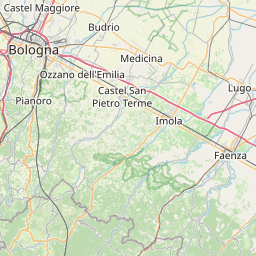 Castel Maggiore
Budrio
Bologna
Medicina
Ozzano dell'Emilia
Lugo
Castel San
Pietro Terme
Pianoro
Imola
Faenza